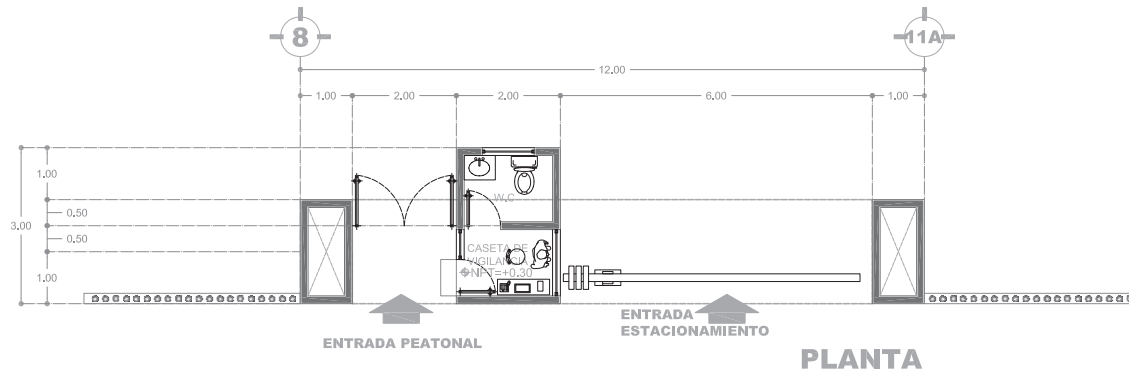 8
11A
12.00
1.00
2.00
2.00
6.00
1.00
1.00
0.50
3.00
0.50
1.00
W.C
CASETA DE
VIGILANCIA
NPT=+0.30
ENTRADA PEATONAL
ENTRADA
ESTACIONAMIENTO
PLANTA